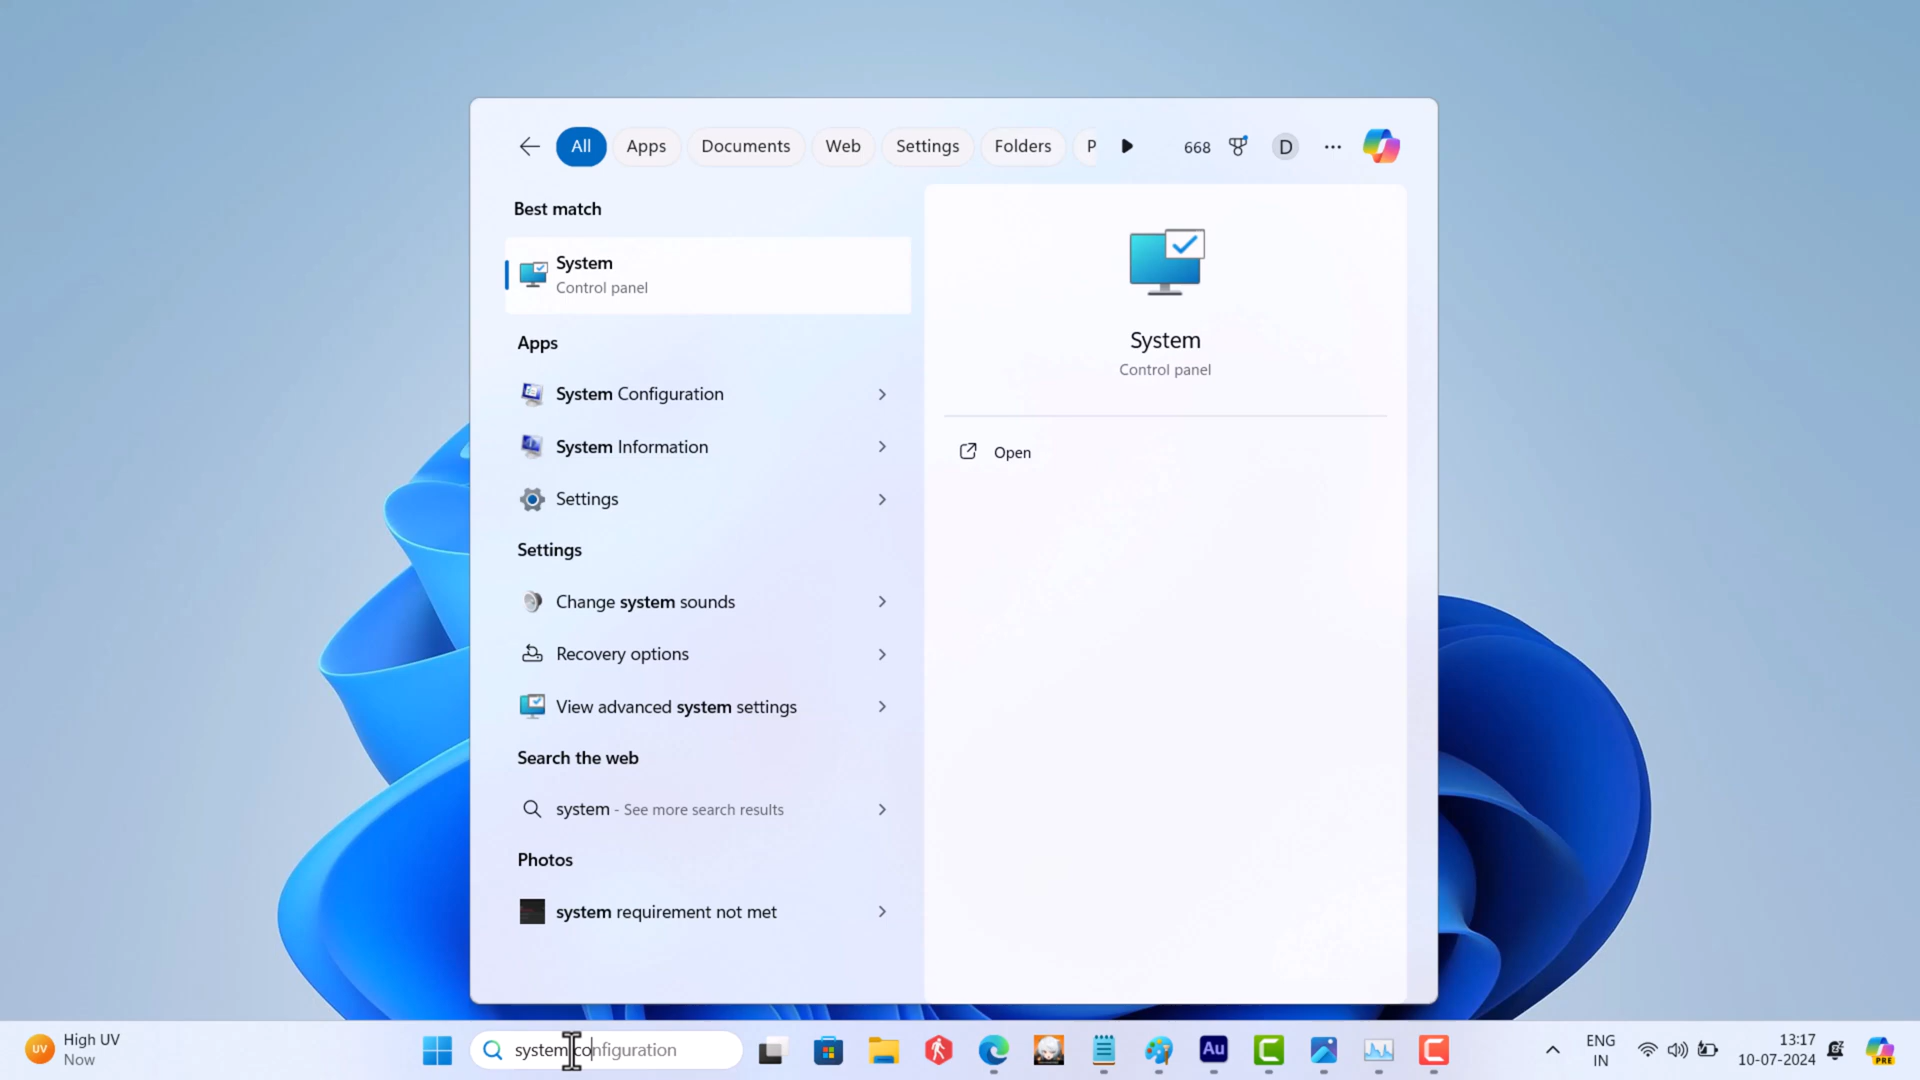 All Apps Documents Web Settings Folders P 668 D
Best match
System
Control panel
Apps
System Configuration
System Information
Settings
Settings
Change system sounds
Recovery options
View advanced system settings
Search the web
system - See more search results
Photos
system requirement not met
System
Control panel
Open
UV
High UV
Now
system configuration
Au
ENG
IN
13:17
10-07-2024
PRE